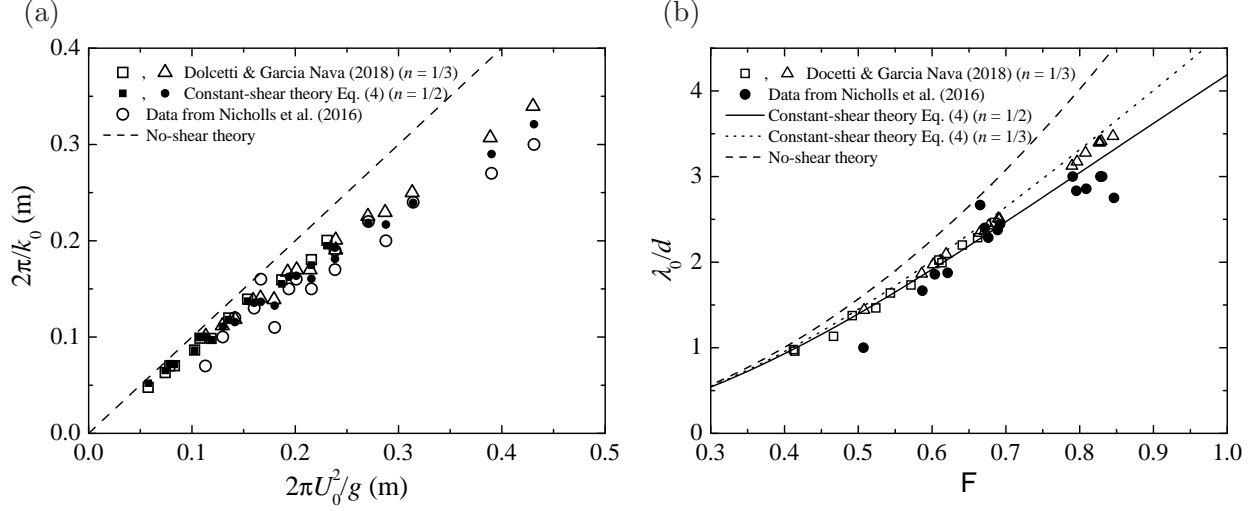 (a)
0.4
0.3
0.2
0.1
0.0
2π/k0 (m)
, Dolcetti & Garcia Nava (2018) (n = 1/3)
, Constant-shear theory Eq. (4) (n = 1/2)
Data from Nicholls et al. (2016)
No-shear theory
0.0 0.1 0.2 0.3 0.4 0.5
2πU0²/g (m)
(b)
4
3
2
1
0
λ0/d
, Docetti & Garcia Nava (2018) (n = 1/3)
Data from Nicholls et al. (2016)
Constant-shear theory Eq. (4) (n = 1/2)
Constant-shear theory Eq. (4) (n = 1/3)
No-shear theory
0.3 0.4 0.5 0.6 0.7 0.8 0.9 1.0
F